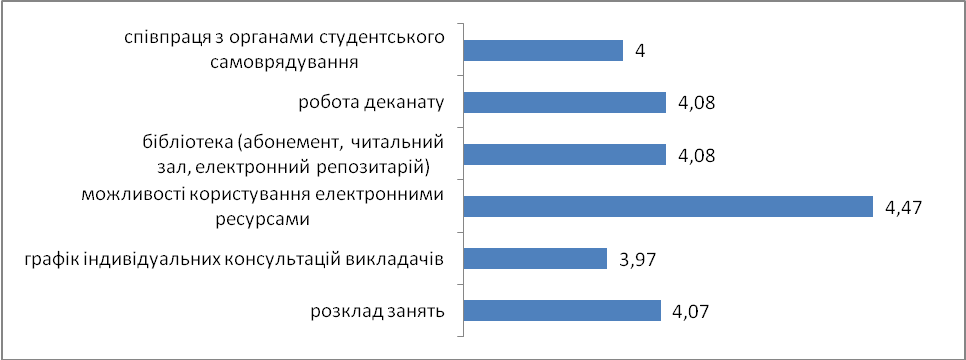 співпраця з органами студентського
самоврядування
4
робота деканату
4,08
бібліотека (абонемент, читальний
зал, електронний репозитарій)
4,08
можливості користування електронними
ресурсами
4,47
графік індивідуальних консультацій викладачів
3,97
розклад занять
4,07